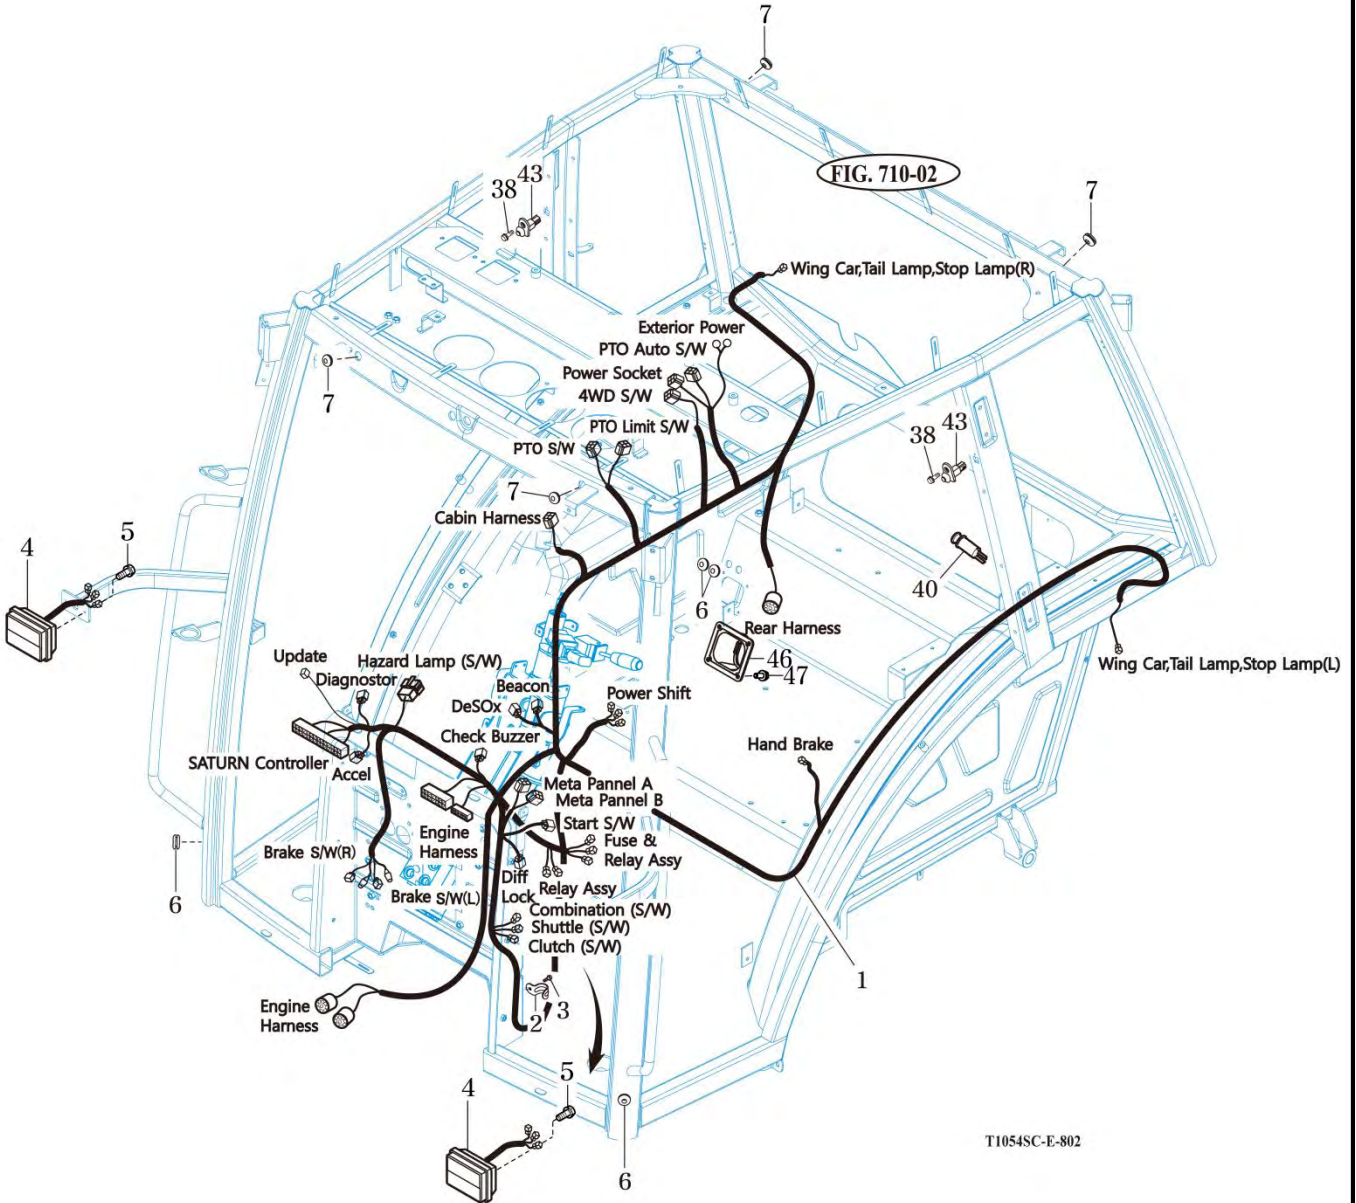 7
FIG. 710-02
43
38
7
Wing Car,Tail Lamp,Stop Lamp(R)
Exterior Power
PTO Auto S/W
Power Socket
4WD S/W
7
PTO Limit S/W
43
38
PTO S/W
7
Cabin Harness
5
4
40
6
Rear Harness
46
47
Wing Car,Tail Lamp,Stop Lamp(L)
Update
Hazard Lamp (S/W)
Diagnostor
Beacon
Power Shift
DeSOx
Check Buzzer
Hand Brake
SATURN Controller
Accel
Meta Pannel A
Meta Pannel B
Start S/W
Engine
Harness
Fuse &
Relay Assy
Brake S/W(R)
6
Brake S/W(L)
Diff
Lock
Relay Assy
Combination (S/W)
Shuttle (S/W)
Clutch (S/W)
1
3
2
Engine
Harness
5
4
6
T1054SC-E-802